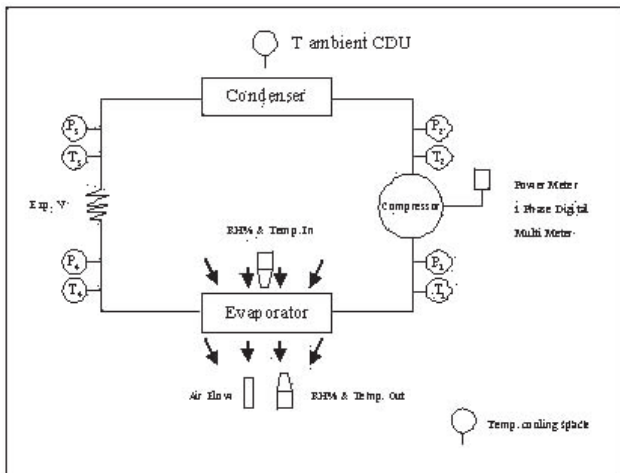 T ambient CDU
Condenser
P3
T3
P2
T2
Exp. V
Compressor
Power Meter
1 Phase Digital
Multi Meter
RH% & Temp. In
P4
T4
P1
T1
Evaporator
Air Flow
RH% & Temp. Out
Temp. cooling space